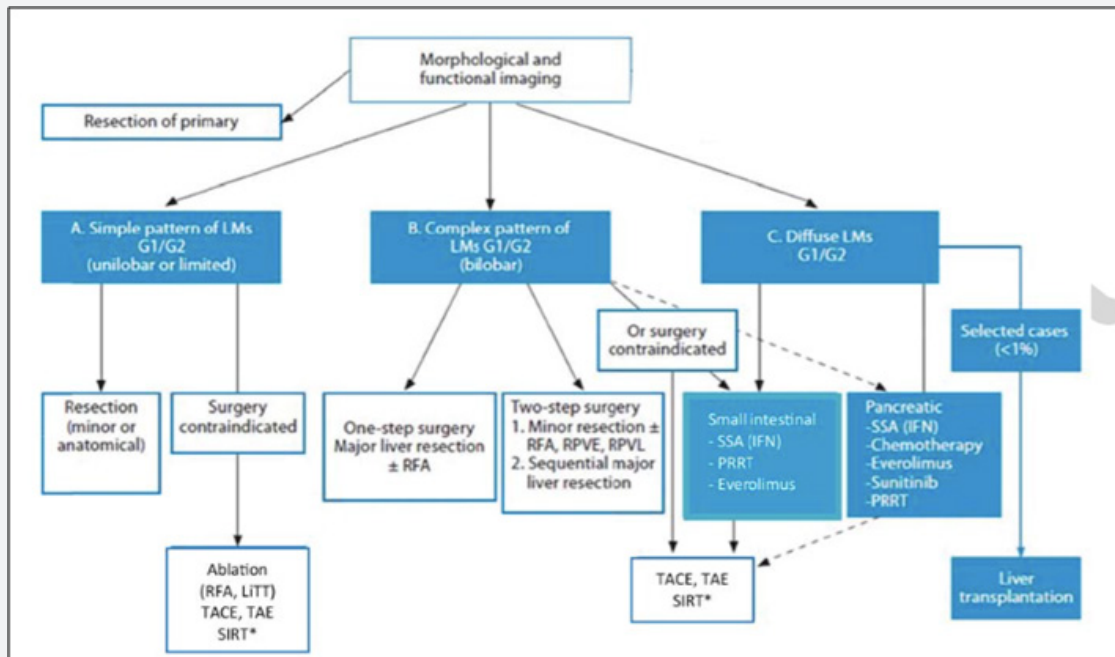 Morphological and
functional imaging
Resection of primary
A. Simple pattern of LMs
G1/G2
(unilobar or limited)
B. Complex pattern of
LMs G1/G2
(bilobar)
C. Diffuse LMs
G1/G2
Or surgery
contraindicated
Selected cases
(<1%)
Resection
(minor or
anatomical)
Surgery
contraindicated
One-step surgery
Major liver resection
± RFA
Two-step surgery
1. Minor resection ±
RFA, RPVE, RPVL
2. Sequential major
liver resection
Small intestinal
- SSA (IFN)
- PRRT
- Everolimus
Pancreatic
-SSA (IFN)
-Chemotherapy
-Everolimus
-Sunitinib
-PRRT
Ablation
(RFA, LiTT)
TACE, TAE
SIRT*
TACE, TAE
SIRT*
Liver
transplantation